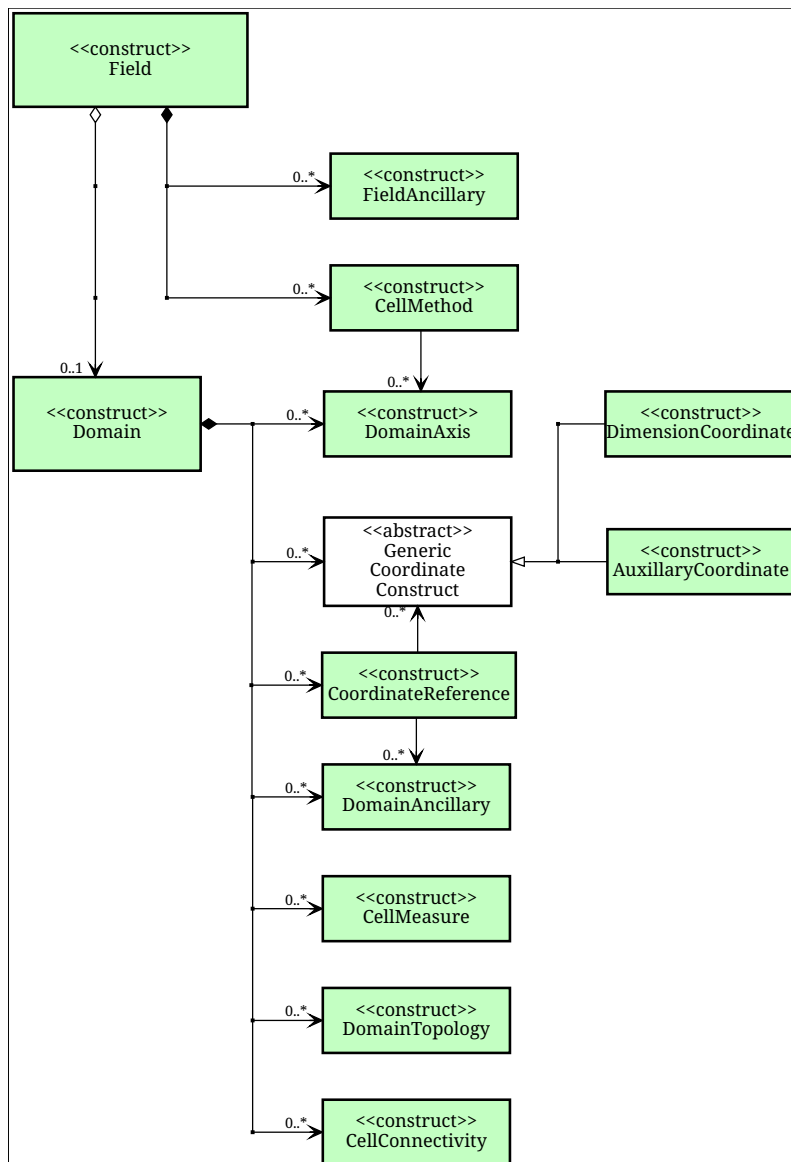 <<construct>>
Field
0..*
<<construct>>
FieldAncillary
0..*
<<construct>>
CellMethod
0..1
0..*
<<construct>>
Domain
0..*
<<construct>>
DomainAxis
<<construct>>
DimensionCoordinate
0..*
<<abstract>>
Generic
Coordinate
Construct
<<construct>>
AuxillaryCoordinate
0..*
0..*
<<construct>>
CoordinateReference
0..*
0..*
<<construct>>
DomainAncillary
0..*
<<construct>>
CellMeasure
0..*
<<construct>>
DomainTopology
0..*
<<construct>>
CellConnectivity